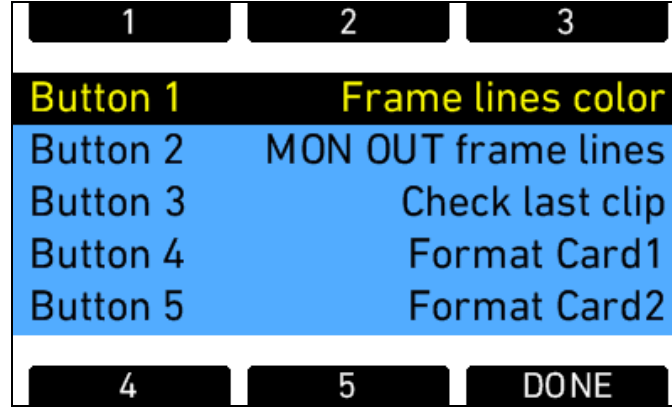 1 2 3
Button 1 Frame lines color
Button 2 MON OUT frame lines
Button 3 Check last clip
Button 4 Format Card1
Button 5 Format Card2
4 5 DONE